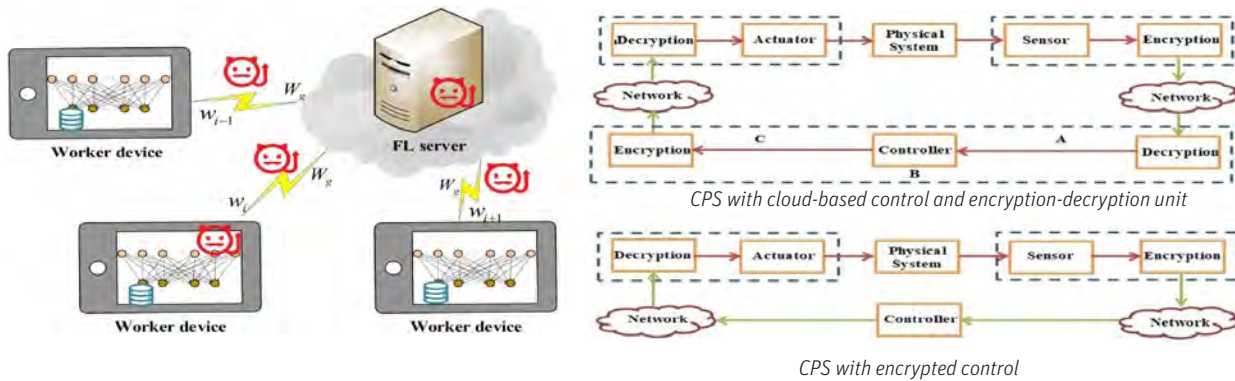 W_g
w_{i-1}
Worker device
FL server
W_g
w_i
W_g
w_{i+1}
Worker device
Worker device
Decryption
Actuator
Physical
System
Sensor
Encryption
Network
Network
Encryption
C
Controller
A
Decryption
B
CPS with cloud-based control and encryption-decryption unit
Decryption
Actuator
Physical
System
Sensor
Encryption
Network
Controller
Network
CPS with encrypted control